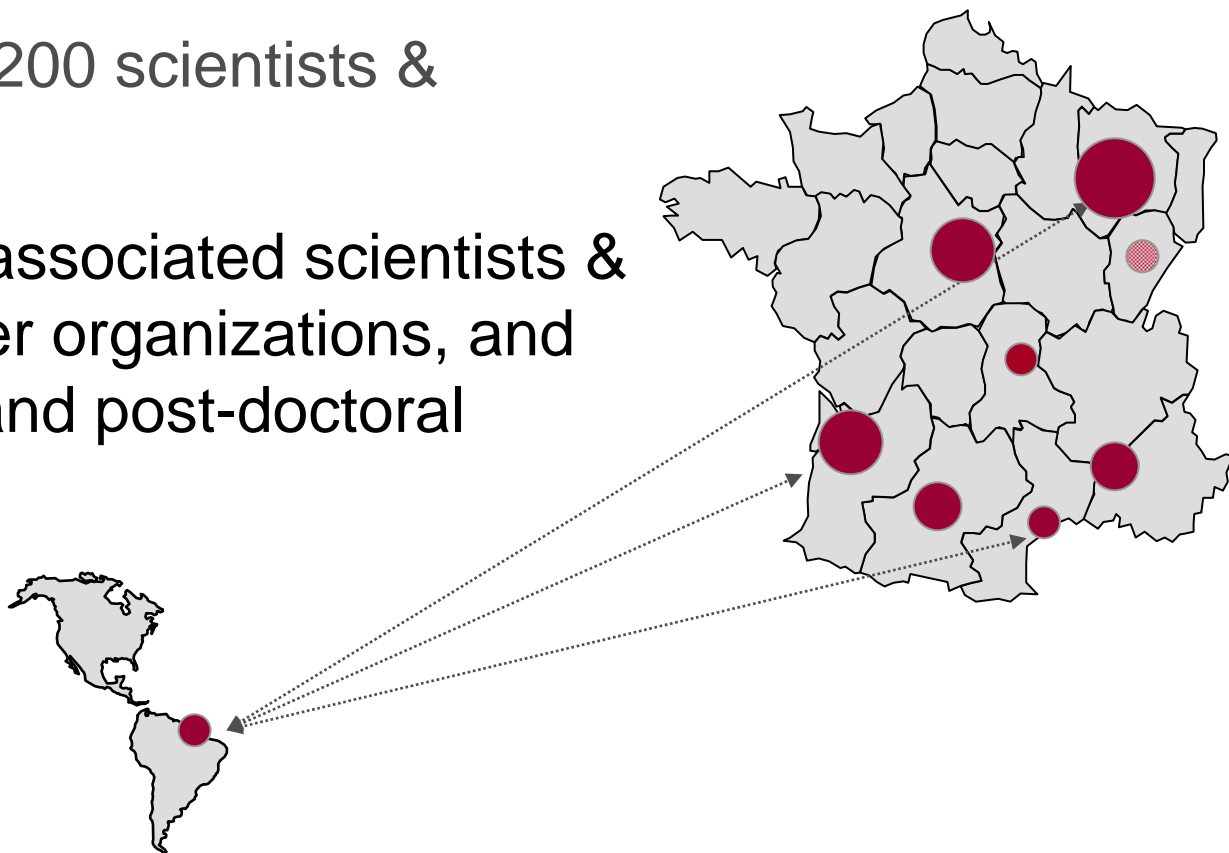 200 scientists &
associated scientists &
er organizations, and
and post-doctoral